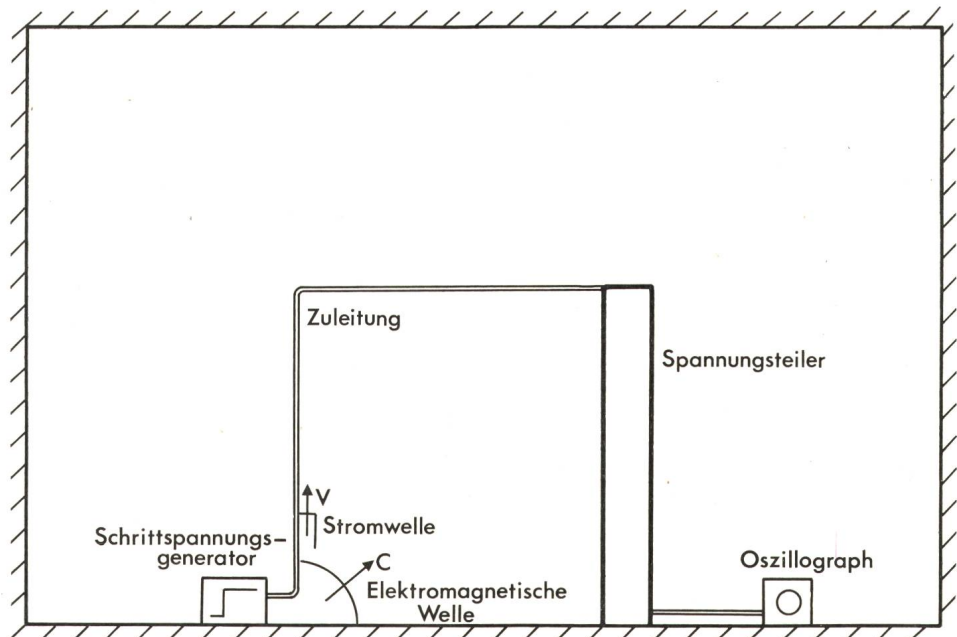 Zuleitung
Spannungsteiler
V
Stromwelle
Schrittspannungs-
generator
C
Elektromagnetische
Welle
Oszillograph